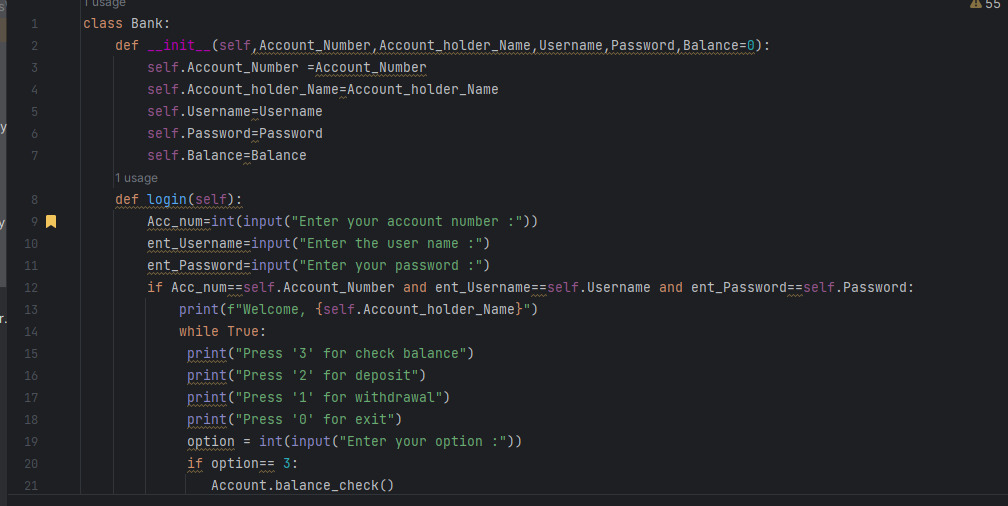 1 usage
55
1 class Bank:
2 def __init__(self,Account_Number,Account_holder_Name,Username,Password,Balance=0):
3 self.Account_Number =Account_Number
4 self.Account_holder_Name=Account_holder_Name
5 self.Username=Username
6 self.Password=Password
7 self.Balance=Balance
1 usage
8 def login(self):
9 Acc_num=int(input("Enter your account number :"))
10 ent_Username=input("Enter the user name :")
11 ent_Password=input("Enter your password :")
12 if Acc_num==self.Account_Number and ent_Username==self.Username and ent_Password==self.Password:
13 print(f"Welcome, {self.Account_holder_Name}")
14 while True:
15 print("Press '3' for check balance")
16 print("Press '2' for deposit")
17 print("Press '1' for withdrawal")
18 print("Press '0' for exit")
19 option = int(input("Enter your option :"))
20 if option== 3:
21 Account.balance_check()